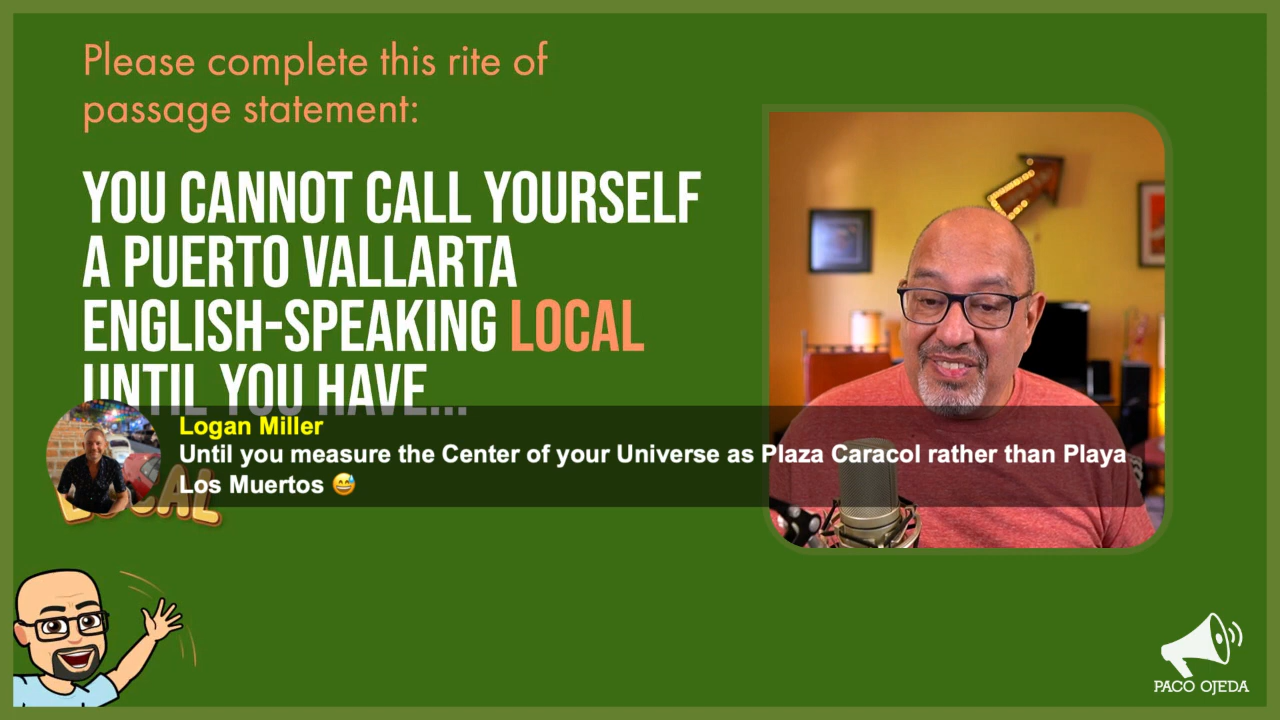 Please complete this rite of
passage statement:
YOU CANNOT CALL YOURSELF
A PUERTO VALLARTA
ENGLISH-SPEAKING LOCAL
UNTIL YOU HAVE...
Logan Miller
Until you measure the Center of your Universe as Plaza Caracol rather than Playa
Los Muertos 😅
LOCAL
PACO OJEDA